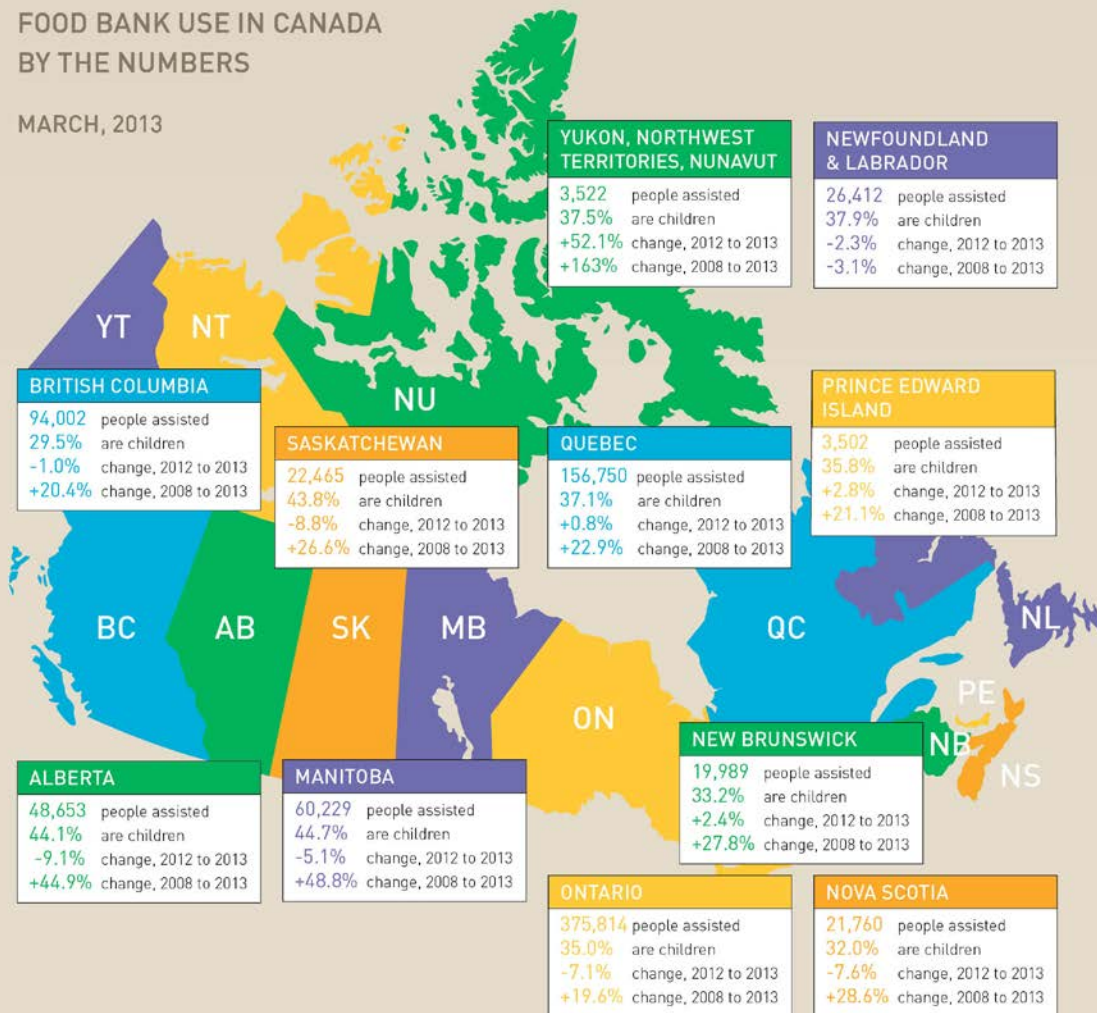 FOOD BANK USE IN CANADA
BY THE NUMBERS
MARCH, 2013
YUKON, NORTHWEST
TERRITORIES, NUNAVUT
3,522 people assisted
37.5% are children
+52.1% change, 2012 to 2013
+163% change, 2008 to 2013
NEWFOUNDLAND
& LABRADOR
26,412 people assisted
37.9% are children
-2.3% change, 2012 to 2013
-3.1% change, 2008 to 2013
YT
NT
NU
BRITISH COLUMBIA
94,002 people assisted
29.5% are children
-1.0% change, 2012 to 2013
+20.4% change, 2008 to 2013
SASKATCHEWAN
22,465 people assisted
43.8% are children
-8.8% change, 2012 to 2013
+26.6% change, 2008 to 2013
QUEBEC
156,750 people assisted
37.1% are children
+0.8% change, 2012 to 2013
+22.9% change, 2008 to 2013
PRINCE EDWARD
ISLAND
3,502 people assisted
35.8% are children
+2.8% change, 2012 to 2013
+21.1% change, 2008 to 2013
BC
AB
SK
MB
ON
QC
NL
PE
NB
NS
ALBERTA
48,653 people assisted
44.1% are children
-9.1% change, 2012 to 2013
+44.9% change, 2008 to 2013
MANITOBA
60,229 people assisted
44.7% are children
-5.1% change, 2012 to 2013
+48.8% change, 2008 to 2013
NEW BRUNSWICK
19,989 people assisted
33.2% are children
+2.4% change, 2012 to 2013
+27.8% change, 2008 to 2013
ONTARIO
375,814 people assisted
35.0% are children
-7.1% change, 2012 to 2013
+19.6% change, 2008 to 2013
NOVA SCOTIA
21,760 people assisted
32.0% are children
-7.6% change, 2012 to 2013
+28.6% change, 2008 to 2013